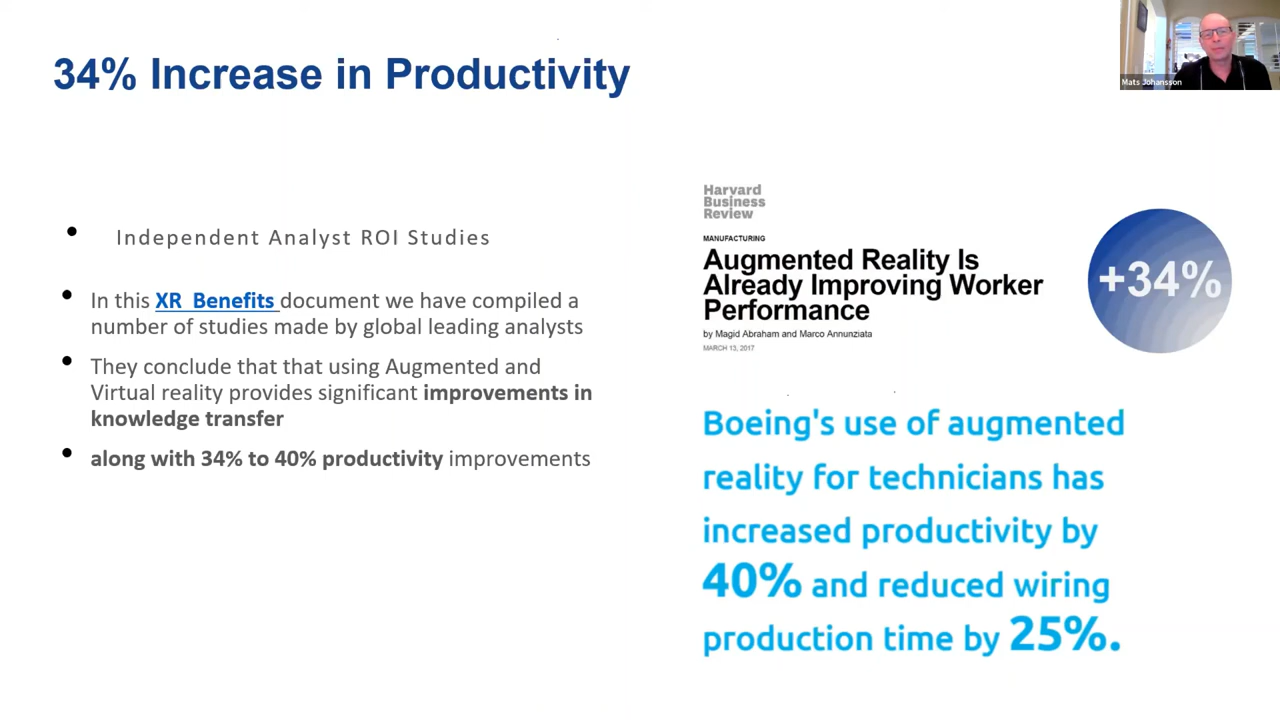 34% Increase in Productivity
Mats Johansson
• Independent Analyst ROI Studies
• In this XR Benefits document we have compiled a
number of studies made by global leading analysts
• They conclude that that using Augmented and
Virtual reality provides significant improvements in
knowledge transfer
• along with 34% to 40% productivity improvements
Harvard
Business
Review
MANUFACTURING
Augmented Reality Is
Already Improving Worker
Performance
by Magid Abraham and Marco Annunziata
MARCH 13, 2017
+34%
Boeing's use of augmented
reality for technicians has
increased productivity by
40% and reduced wiring
production time by 25%.